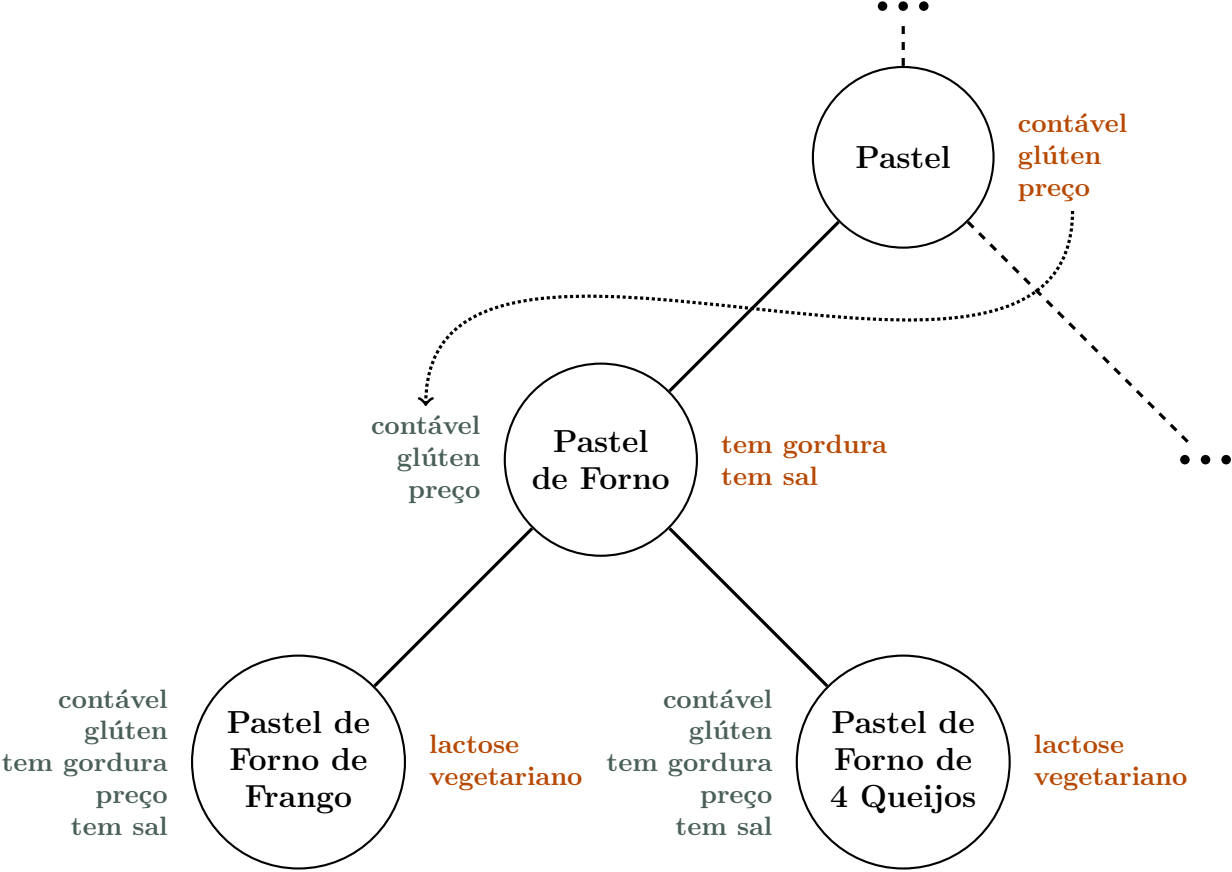 Pastel
contável
glúten
preço
contável
glúten
preço
Pastel
de Forno
tem gordura
tem sal
contável
glúten
tem gordura
preço
tem sal
Pastel de
Forno de
Frango
lactose
vegetariano
contável
glúten
tem gordura
preço
tem sal
Pastel de
Forno de
4 Queijos
lactose
vegetariano